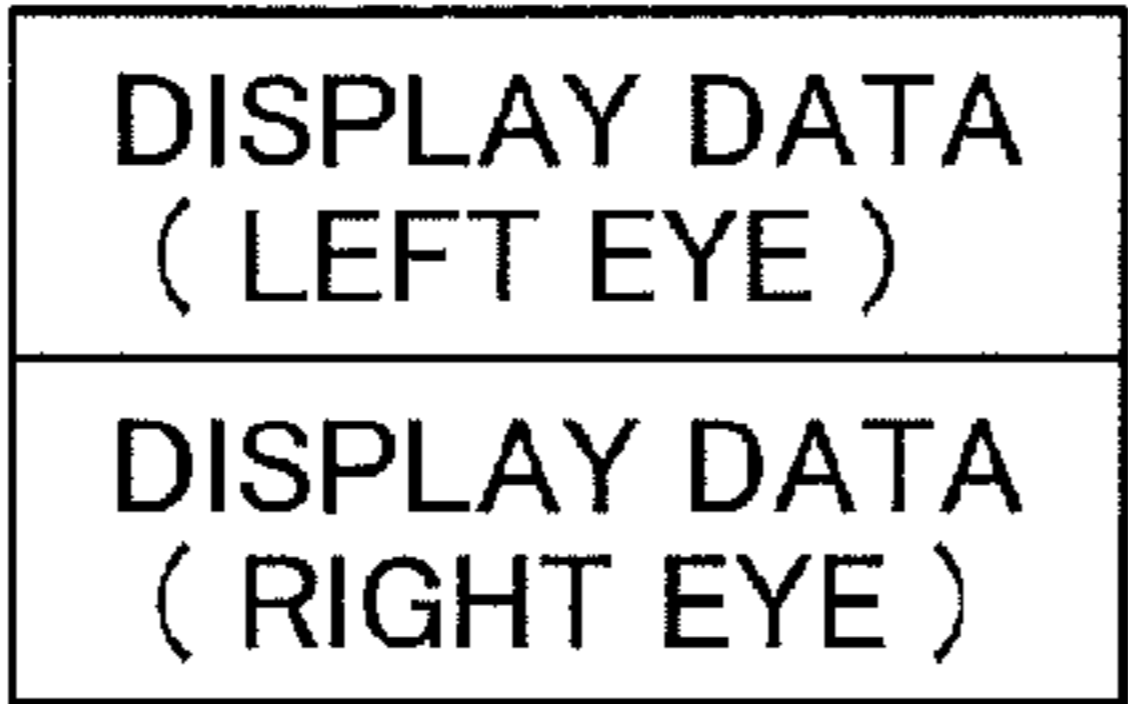 DISPLAY DATA
( LEFT EYE )
DISPLAY DATA
( RIGHT EYE )